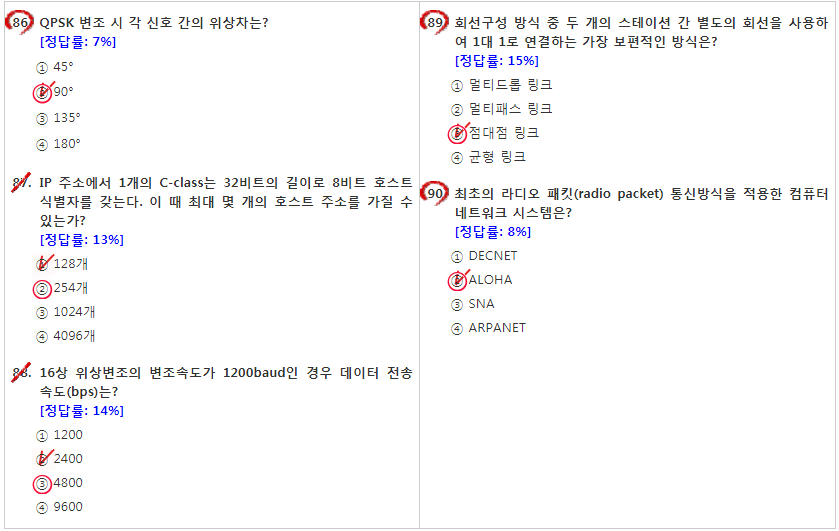 86. QPSK 변조 시 각 신호 간의 위상차는?
[정답률: 7%]
① 45°
② 90°
③ 135°
④ 180°
87. IP 주소에서 1개의 C-class는 32비트의 길이로 8비트 호스트
식별자를 갖는다. 이 때 최대 몇 개의 호스트 주소를 가질 수
있는가?
[정답률: 13%]
① 128개
② 254개
③ 1024개
④ 4096개
88. 16상 위상변조의 변조속도가 1200baud인 경우 데이터 전송
속도(bps)는?
[정답률: 14%]
① 1200
② 2400
③ 4800
④ 9600
89. 회선구성 방식 중 두 개의 스테이션 간 별도의 회선을 사용하
여 1대 1로 연결하는 가장 보편적인 방식은?
[정답률: 15%]
① 멀티드롭 링크
② 멀티패스 링크
③ 점대점 링크
④ 균형 링크
90. 최초의 라디오 패킷(radio packet) 통신방식을 적용한 컴퓨터
네트워크 시스템은?
[정답률: 8%]
① DECNET
② ALOHA
③ SNA
④ ARPANET